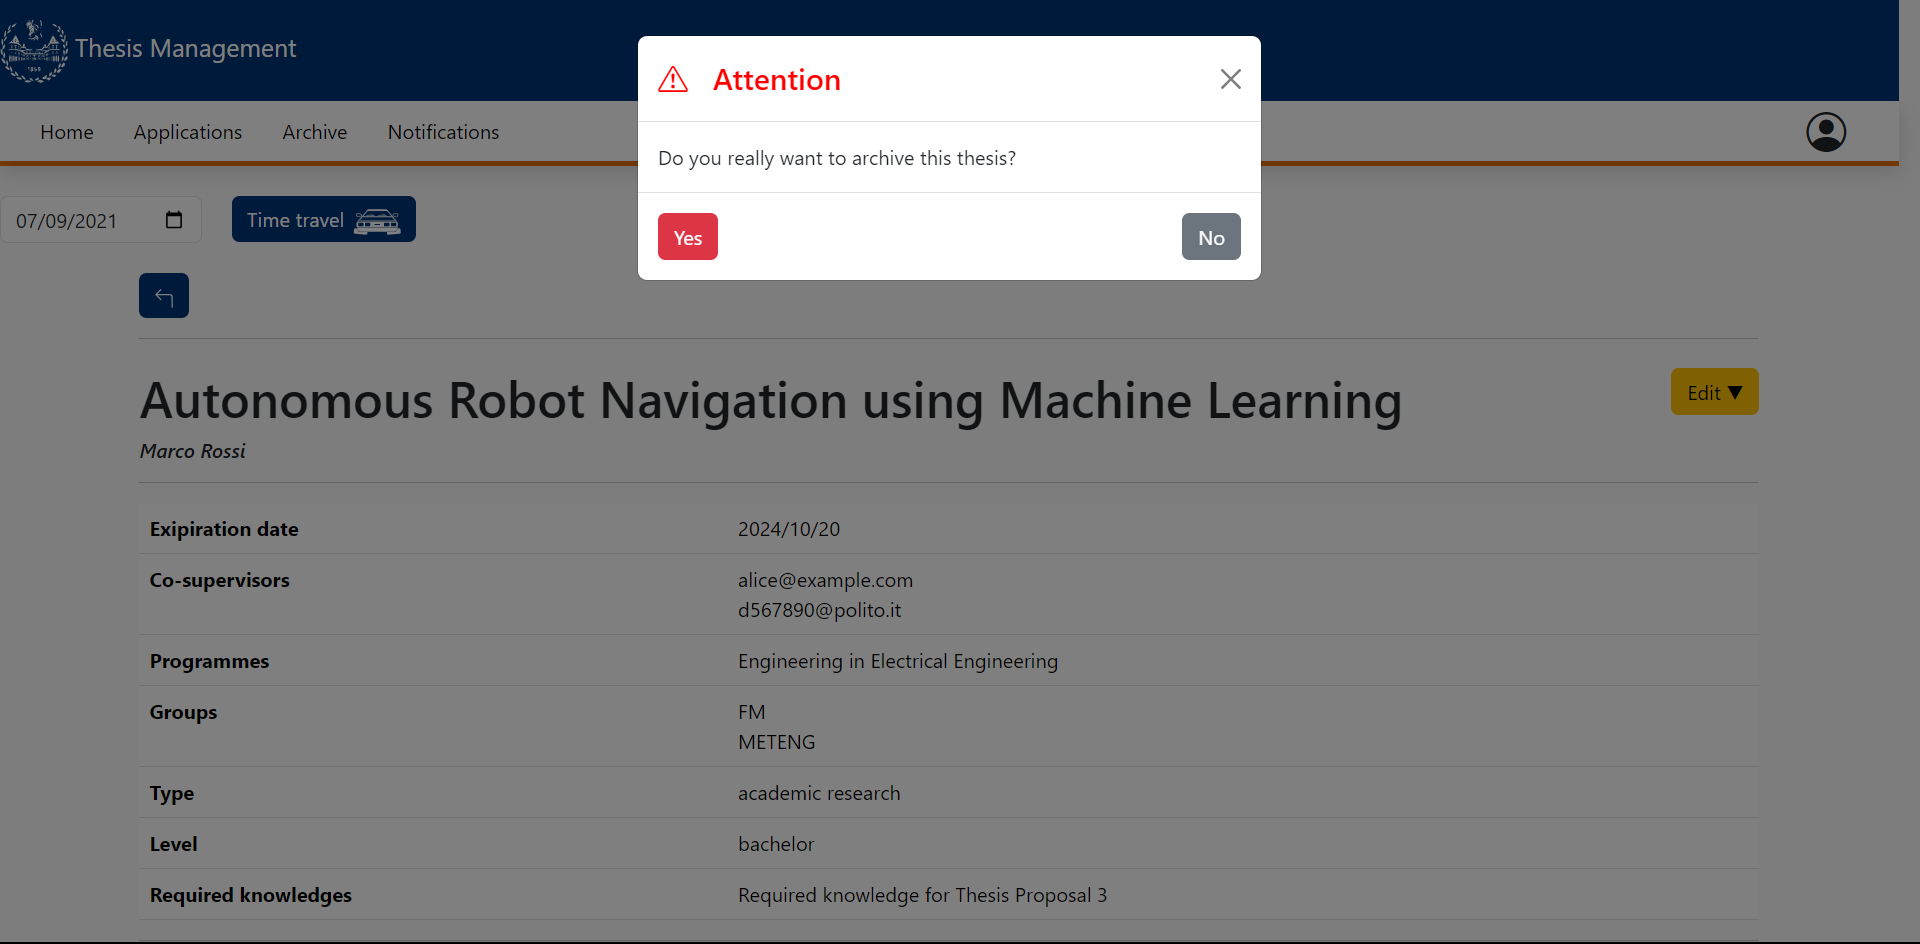 Thesis Management
1859
Attention
Home Applications Archive Notifications
Do you really want to archive this thesis?
07/09/2021 Time travel
Yes No
Autonomous Robot Navigation using Machine Learning
Edit ▼
Marco Rossi
Exipiration date 2024/10/20
Co-supervisors alice@example.com
d567890@polito.it
Programmes Engineering in Electrical Engineering
Groups FM
METENG
Type academic research
Level bachelor
Required knowledges Required knowledge for Thesis Proposal 3